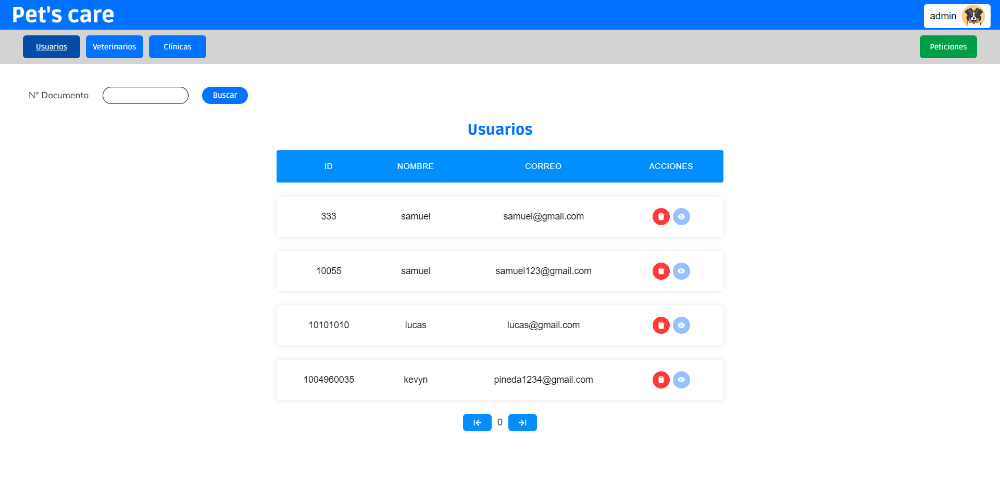 Pet's care
admin
Usuarios Veterinarios Clínicas Peticiones
N° Documento Buscar
Usuarios
ID NOMBRE CORREO ACCIONES
333 samuel samuel@gmail.com
10055 samuel samuel123@gmail.com
10101010 lucas lucas@gmail.com
1004960035 kevyn pineda1234@gmail.com
0